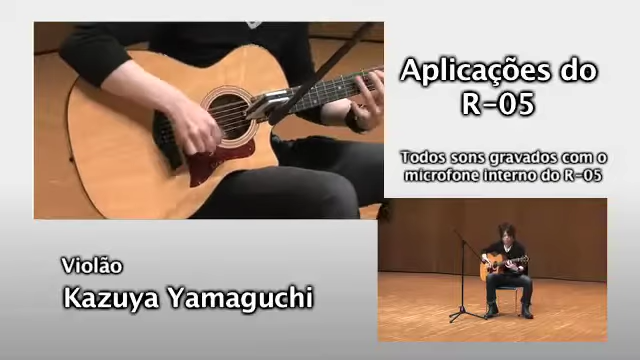 Aplicações do
R-05
Todos sons gravados com o
microfone interno do R-05
Violão
Kazuya Yamaguchi